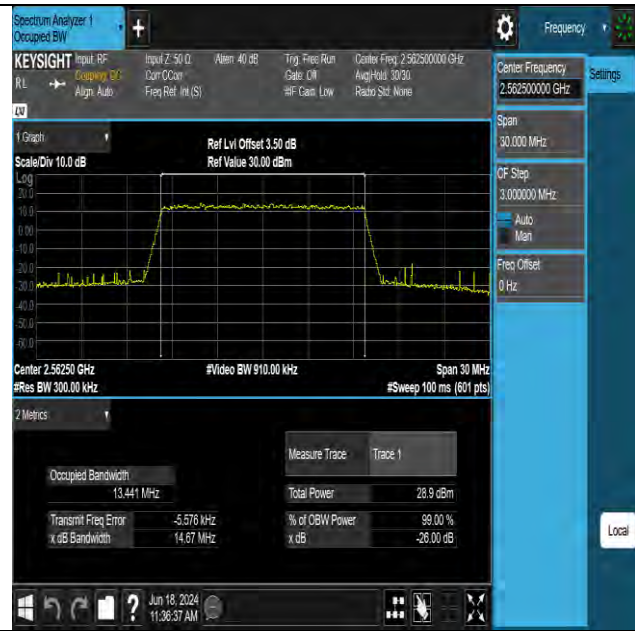 Spectrum Analyzer 1
Occupied BW
+
Frequency
KEYSIGHT
Input: RF
Coupling: DC
Align: Auto
RL
Input Z: 50 Ω
Corr CCorr
Freq Ref: Int (S)
Atten: 40 dB
Trig: Free Run
Gate: Off
#IF Gain: Low
Center Freq: 2.562500000 GHz
Avg|Hold: 30/30
Radio Std: None
LXI
1 Graph
Scale/Div 10.0 dB
Ref Lvl Offset 3.50 dB
Ref Value 30.00 dBm
Log
20.0
10.0
0.00
-10.0
-20.0
-30.0
-40.0
-50.0
-60.0
Center 2.56250 GHz
#Video BW 910.00 kHz
Span 30 MHz
#Res BW 300.00 kHz
#Sweep 100 ms (601 pts)
2 Metrics
Measure Trace Trace 1
Occupied Bandwidth
13.441 MHz
Total Power 28.9 dBm
Transmit Freq Error -5.576 kHz
% of OBW Power 99.00 %
x dB Bandwidth 14.67 MHz
x dB -26.00 dB
Center Frequency
2.562500000 GHz
Settings
Span
30.000 MHz
CF Step
3.000000 MHz
Auto
Man
Freq Offset
0 Hz
Local
?
Jun 18, 2024
11:36:37 AM